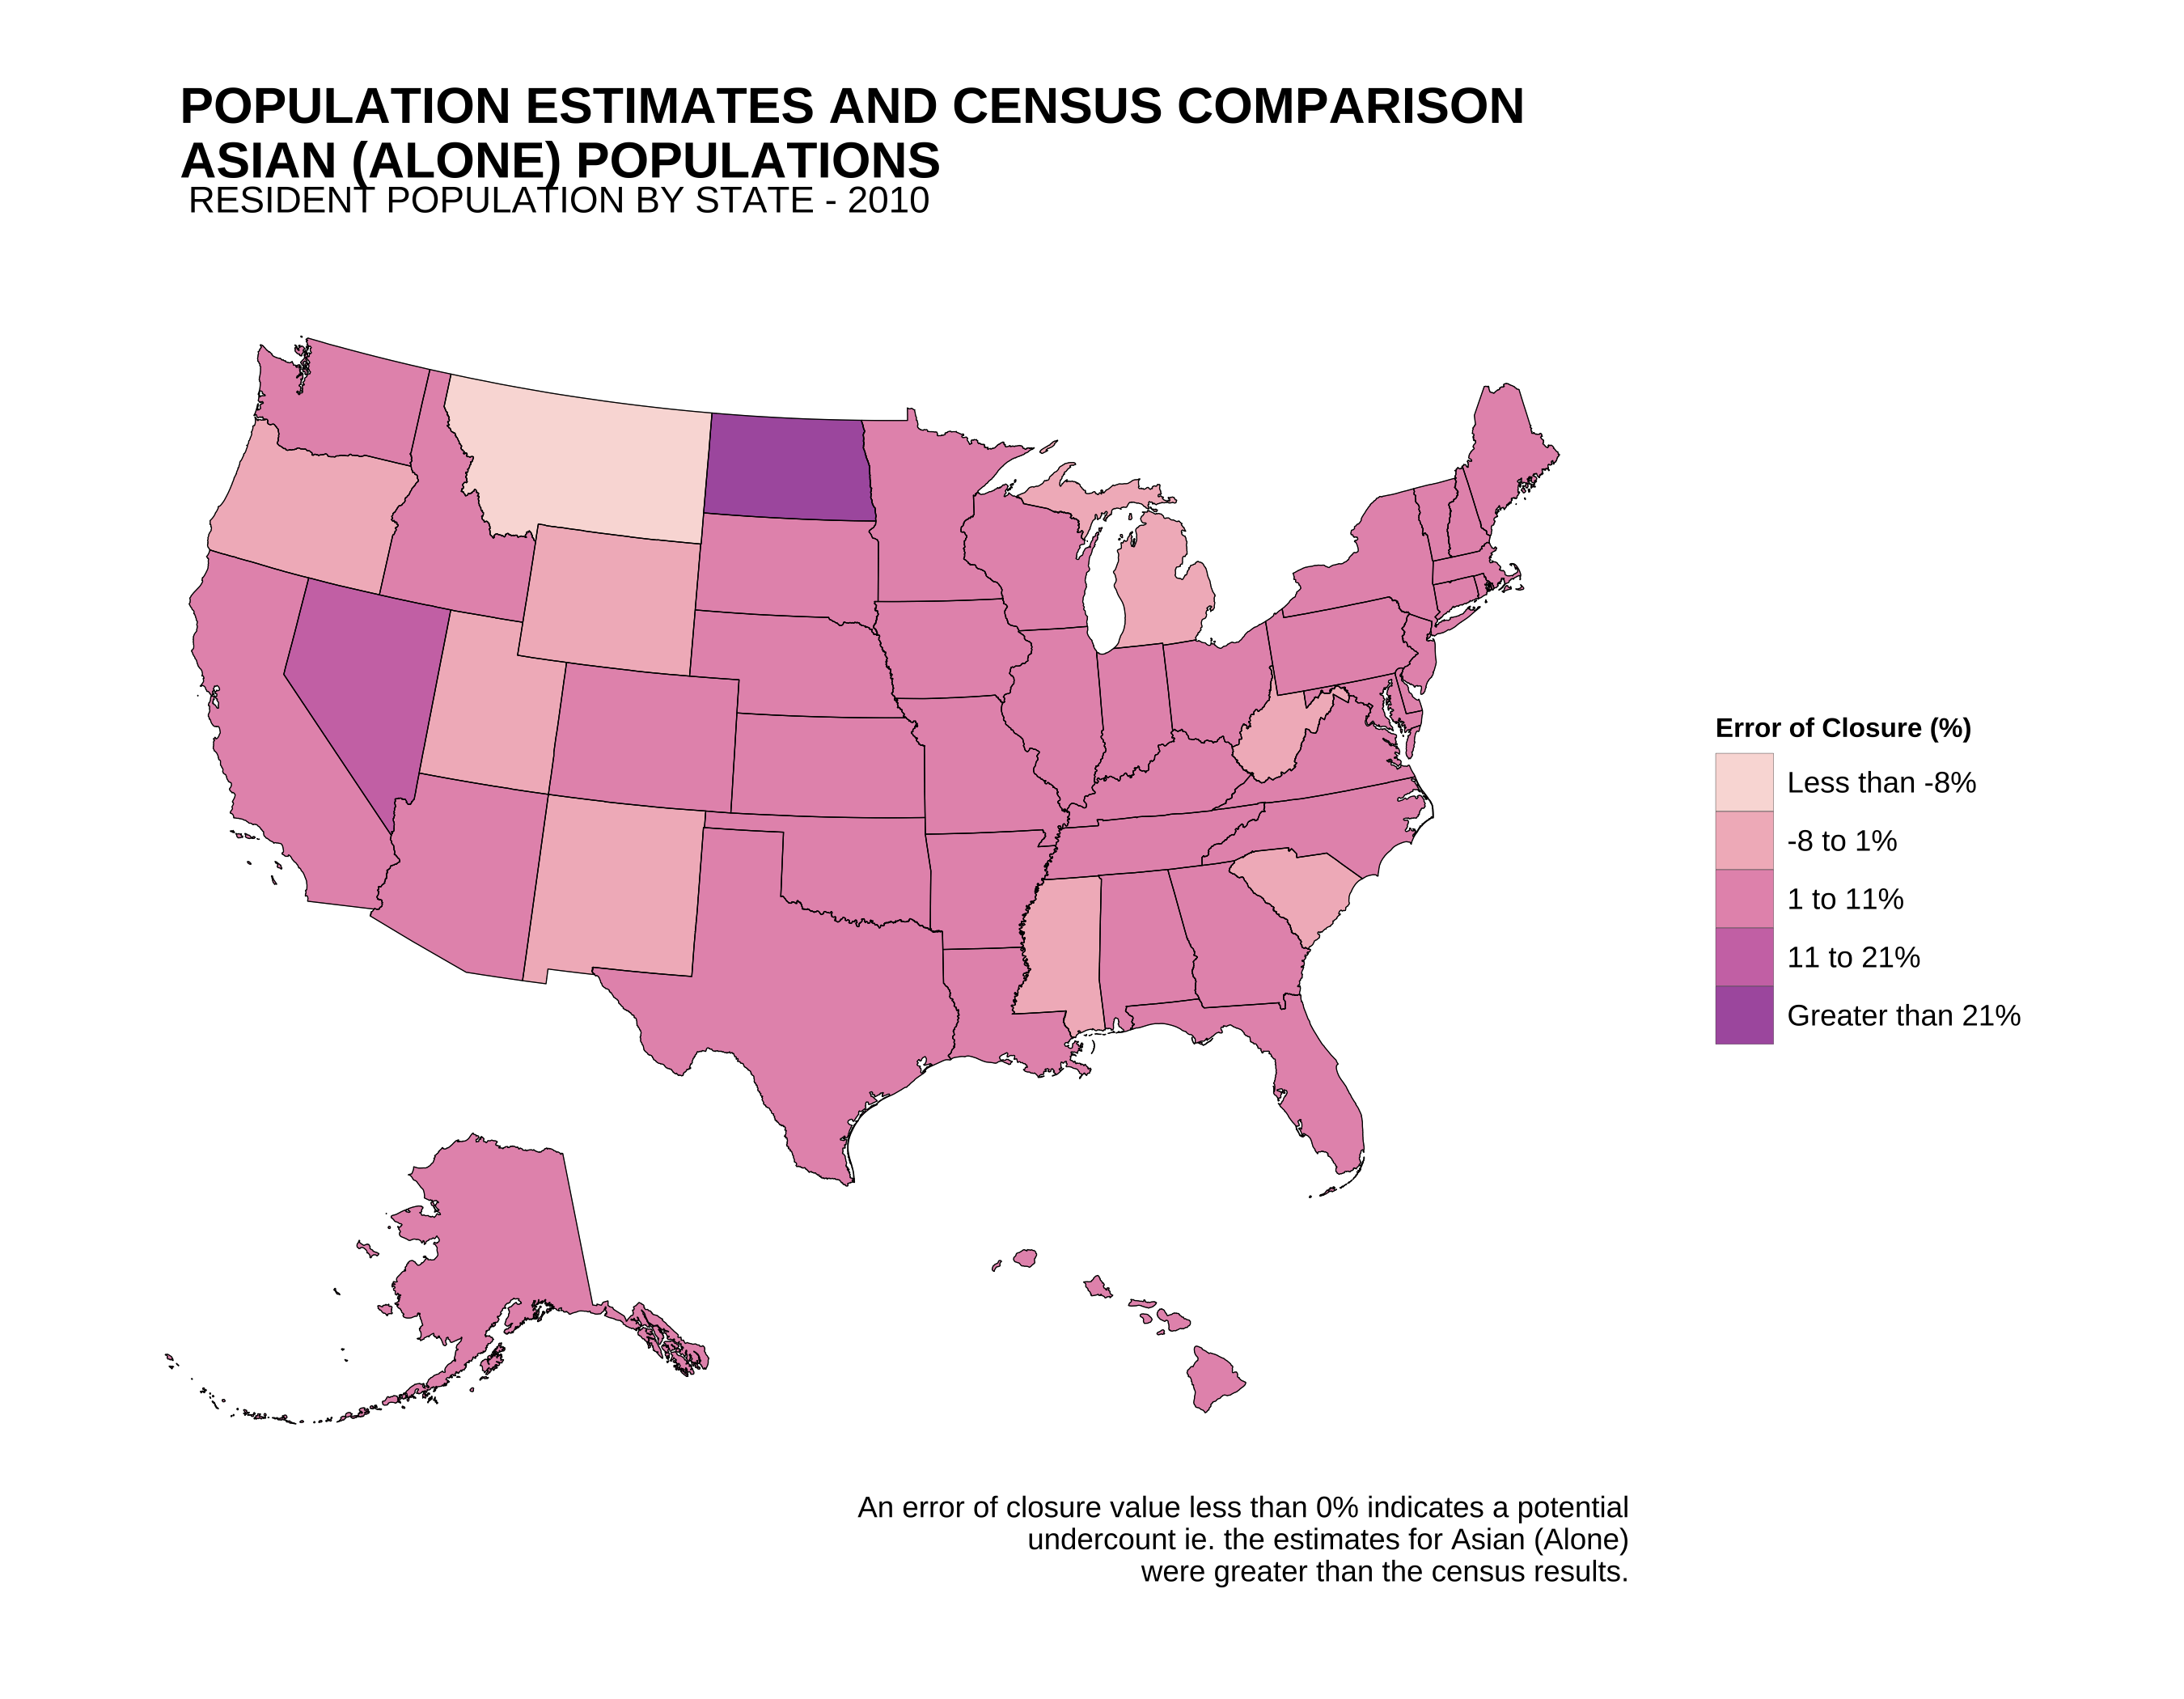 POPULATION ESTIMATES AND CENSUS COMPARISON
ASIAN (ALONE) POPULATIONS
RESIDENT POPULATION BY STATE - 2010
Error of Closure (%)
Less than -8%
-8 to 1%
1 to 11%
11 to 21%
Greater than 21%
An error of closure value less than 0% indicates a potential
undercount ie. the estimates for Asian (Alone)
were greater than the census results.